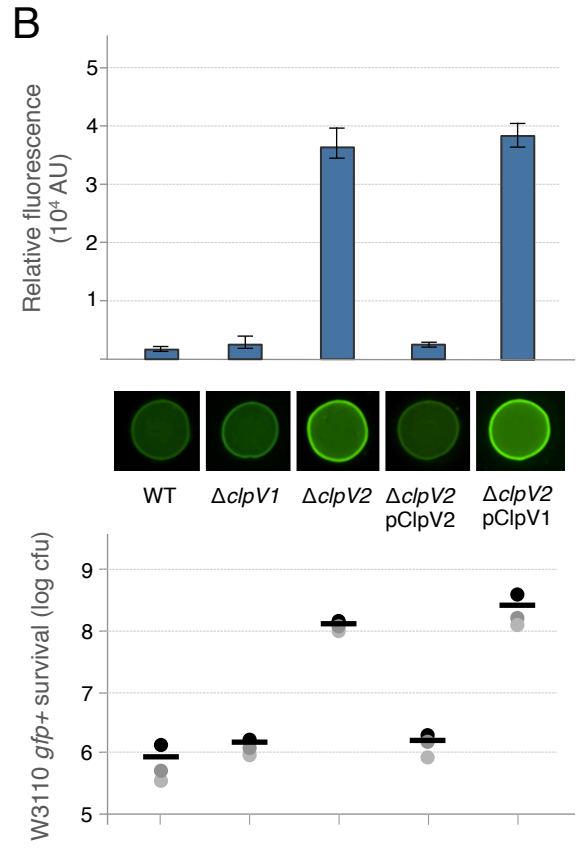 B
Relative fluorescence
(10⁴ AU)
5
4
3
2
1
WT
ΔclpV1
ΔclpV2
ΔclpV2
pClpV2
ΔclpV2
pClpV1
W3110 gfp+ survival (log cfu)
9
8
7
6
5